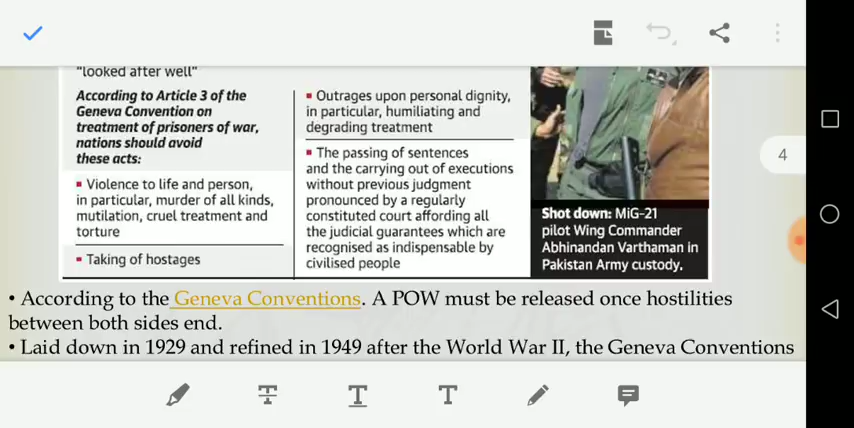 "looked after well"
According to Article 3 of the
Geneva Convention on
treatment of prisoners of war,
nations should avoid
these acts:
▪ Violence to life and person,
in particular, murder of all kinds,
mutilation, cruel treatment and
torture
▪ Taking of hostages
▪ Outrages upon personal dignity,
in particular, humiliating and
degrading treatment
▪ The passing of sentences
and the carrying out of executions
without previous judgment
pronounced by a regularly
constituted court affording all
the judicial guarantees which are
recognised as indispensable by
civilised people
Shot down: MiG-21
pilot Wing Commander
Abhinandan Varthaman in
Pakistan Army custody.
4
• According to the Geneva Conventions. A POW must be released once hostilities
between both sides end.
• Laid down in 1929 and refined in 1949 after the World War II, the Geneva Conventions